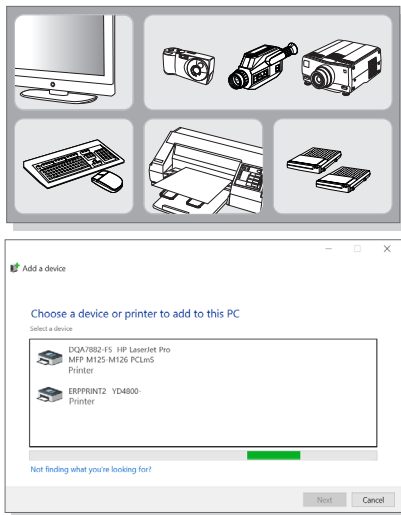 Add a device
Choose a device or printer to add to this PC
Select a device
DQA7882-FS HP LaserJet Pro
MFP M125-M126 PCLmS
Printer
ERPPRINT2 YD4800-
Printer
Not finding what you're looking for?
Next Cancel